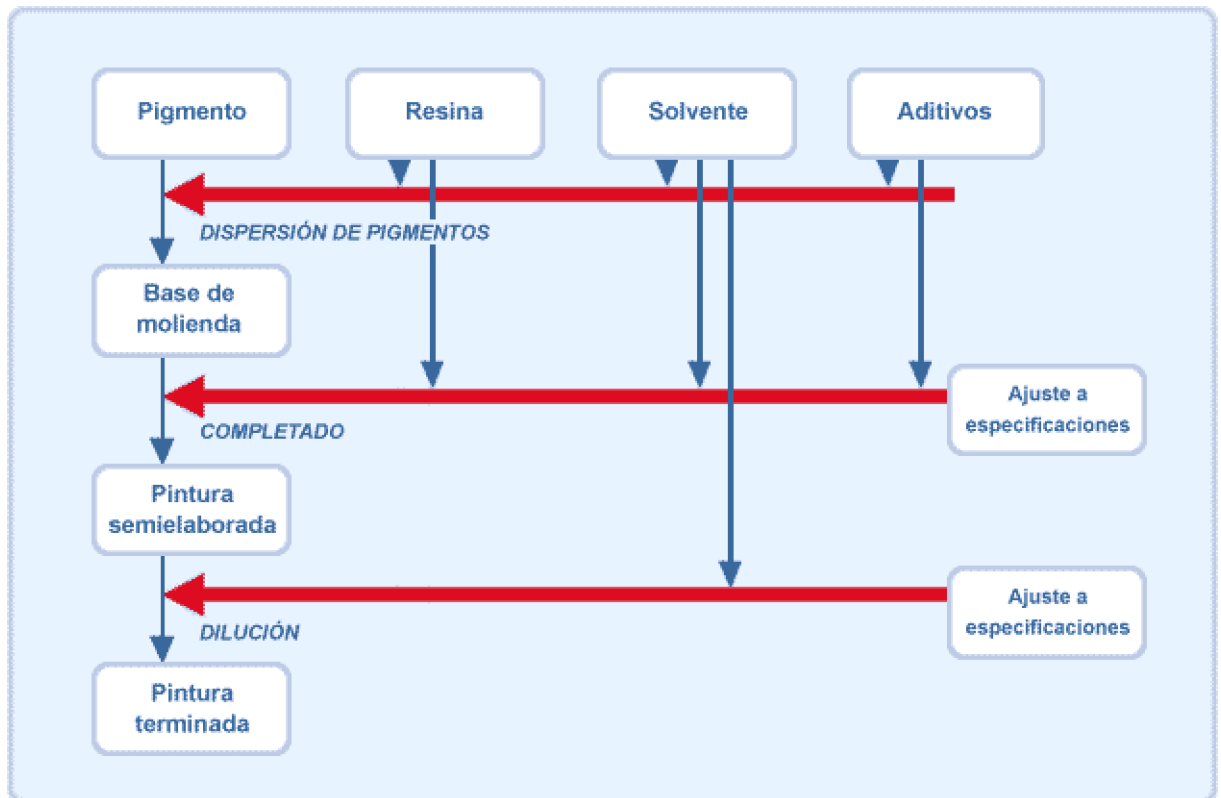 Pigmento
Resina
Solvente
Aditivos
DISPERSIÓN DE PIGMENTOS
Base de
molienda
Ajuste a
especificaciones
COMPLETADO
Pintura
semielaborada
Ajuste a
especificaciones
DILUCIÓN
Pintura
terminada